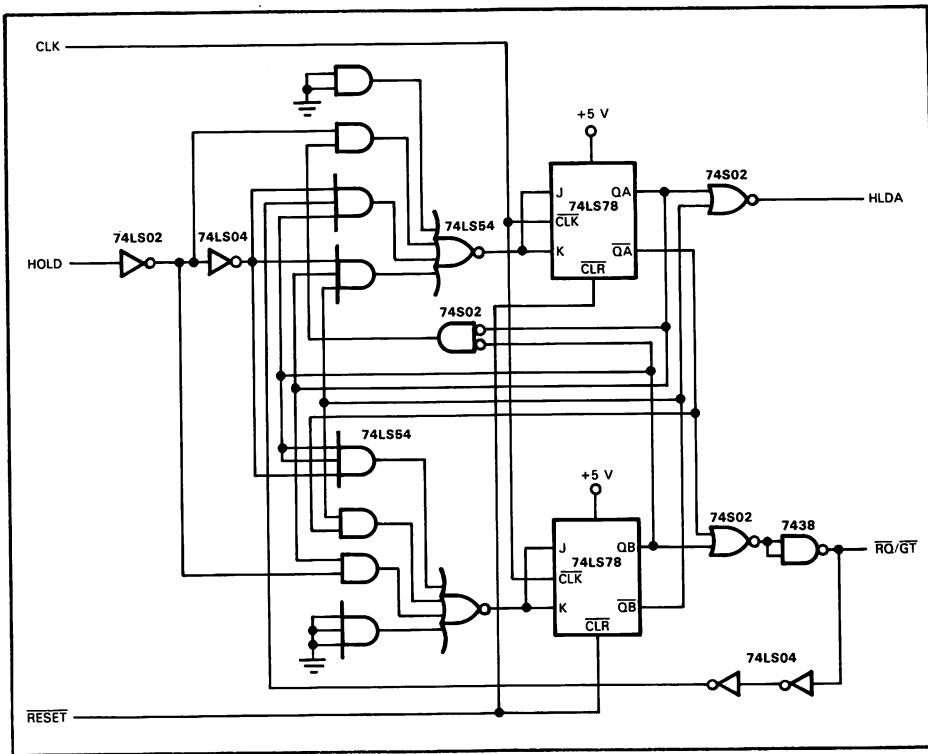 CLK
+5 V
74S02
J
QA
74LS78
HLDA
74LS54
CLK
74LS02
74LS04
K
QA
HOLD
CLR
74S02
74LS54
+5 V
74S02
7438
J
QB
RQ/GT
74LS78
CLK
K
QB
CLR
74LS04
RESET